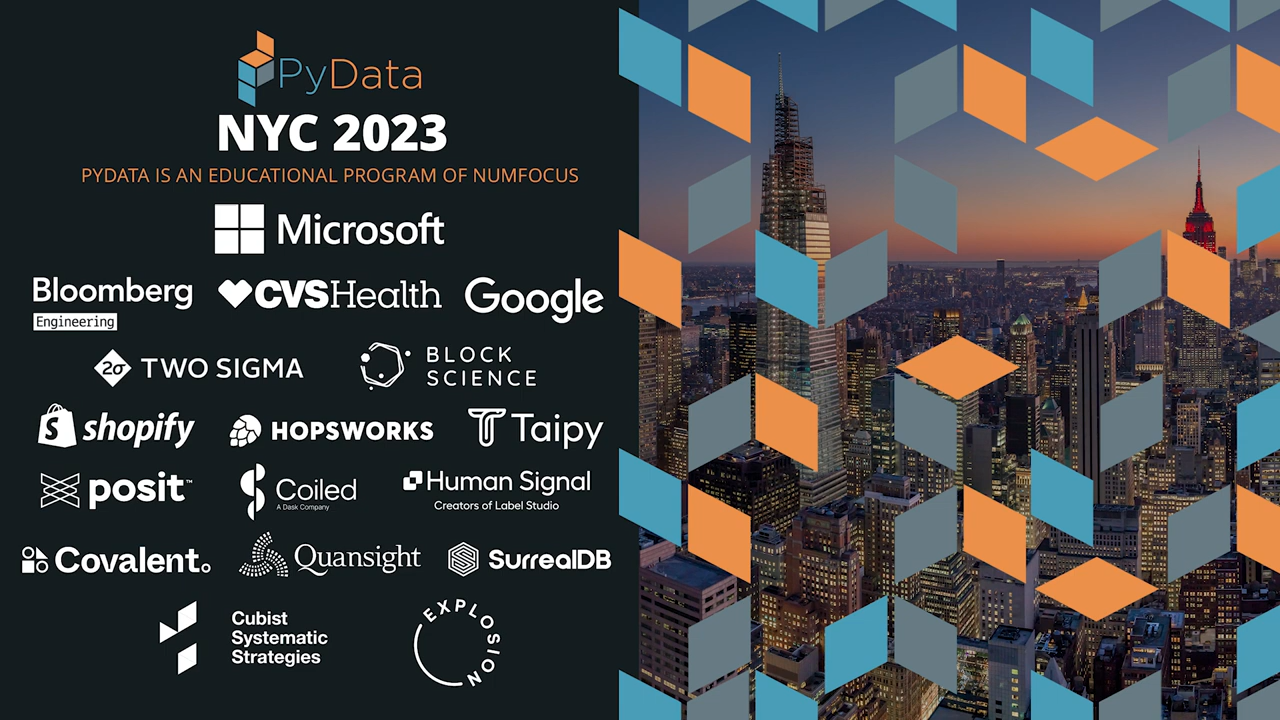 PyData
NYC 2023
PYDATA IS AN EDUCATIONAL PROGRAM OF NUMFOCUS
Microsoft
Bloomberg
Engineering
CVSHealth
Google
2σ TWO SIGMA
BLOCK
SCIENCE
S shopify
HOPSWORKS
Taipy
posit™
Coiled
A Dask Company
Human Signal
Creators of Label Studio
Covalent.
Quansight
SurrealDB
Cubist
Systematic
Strategies
EXPLOSION